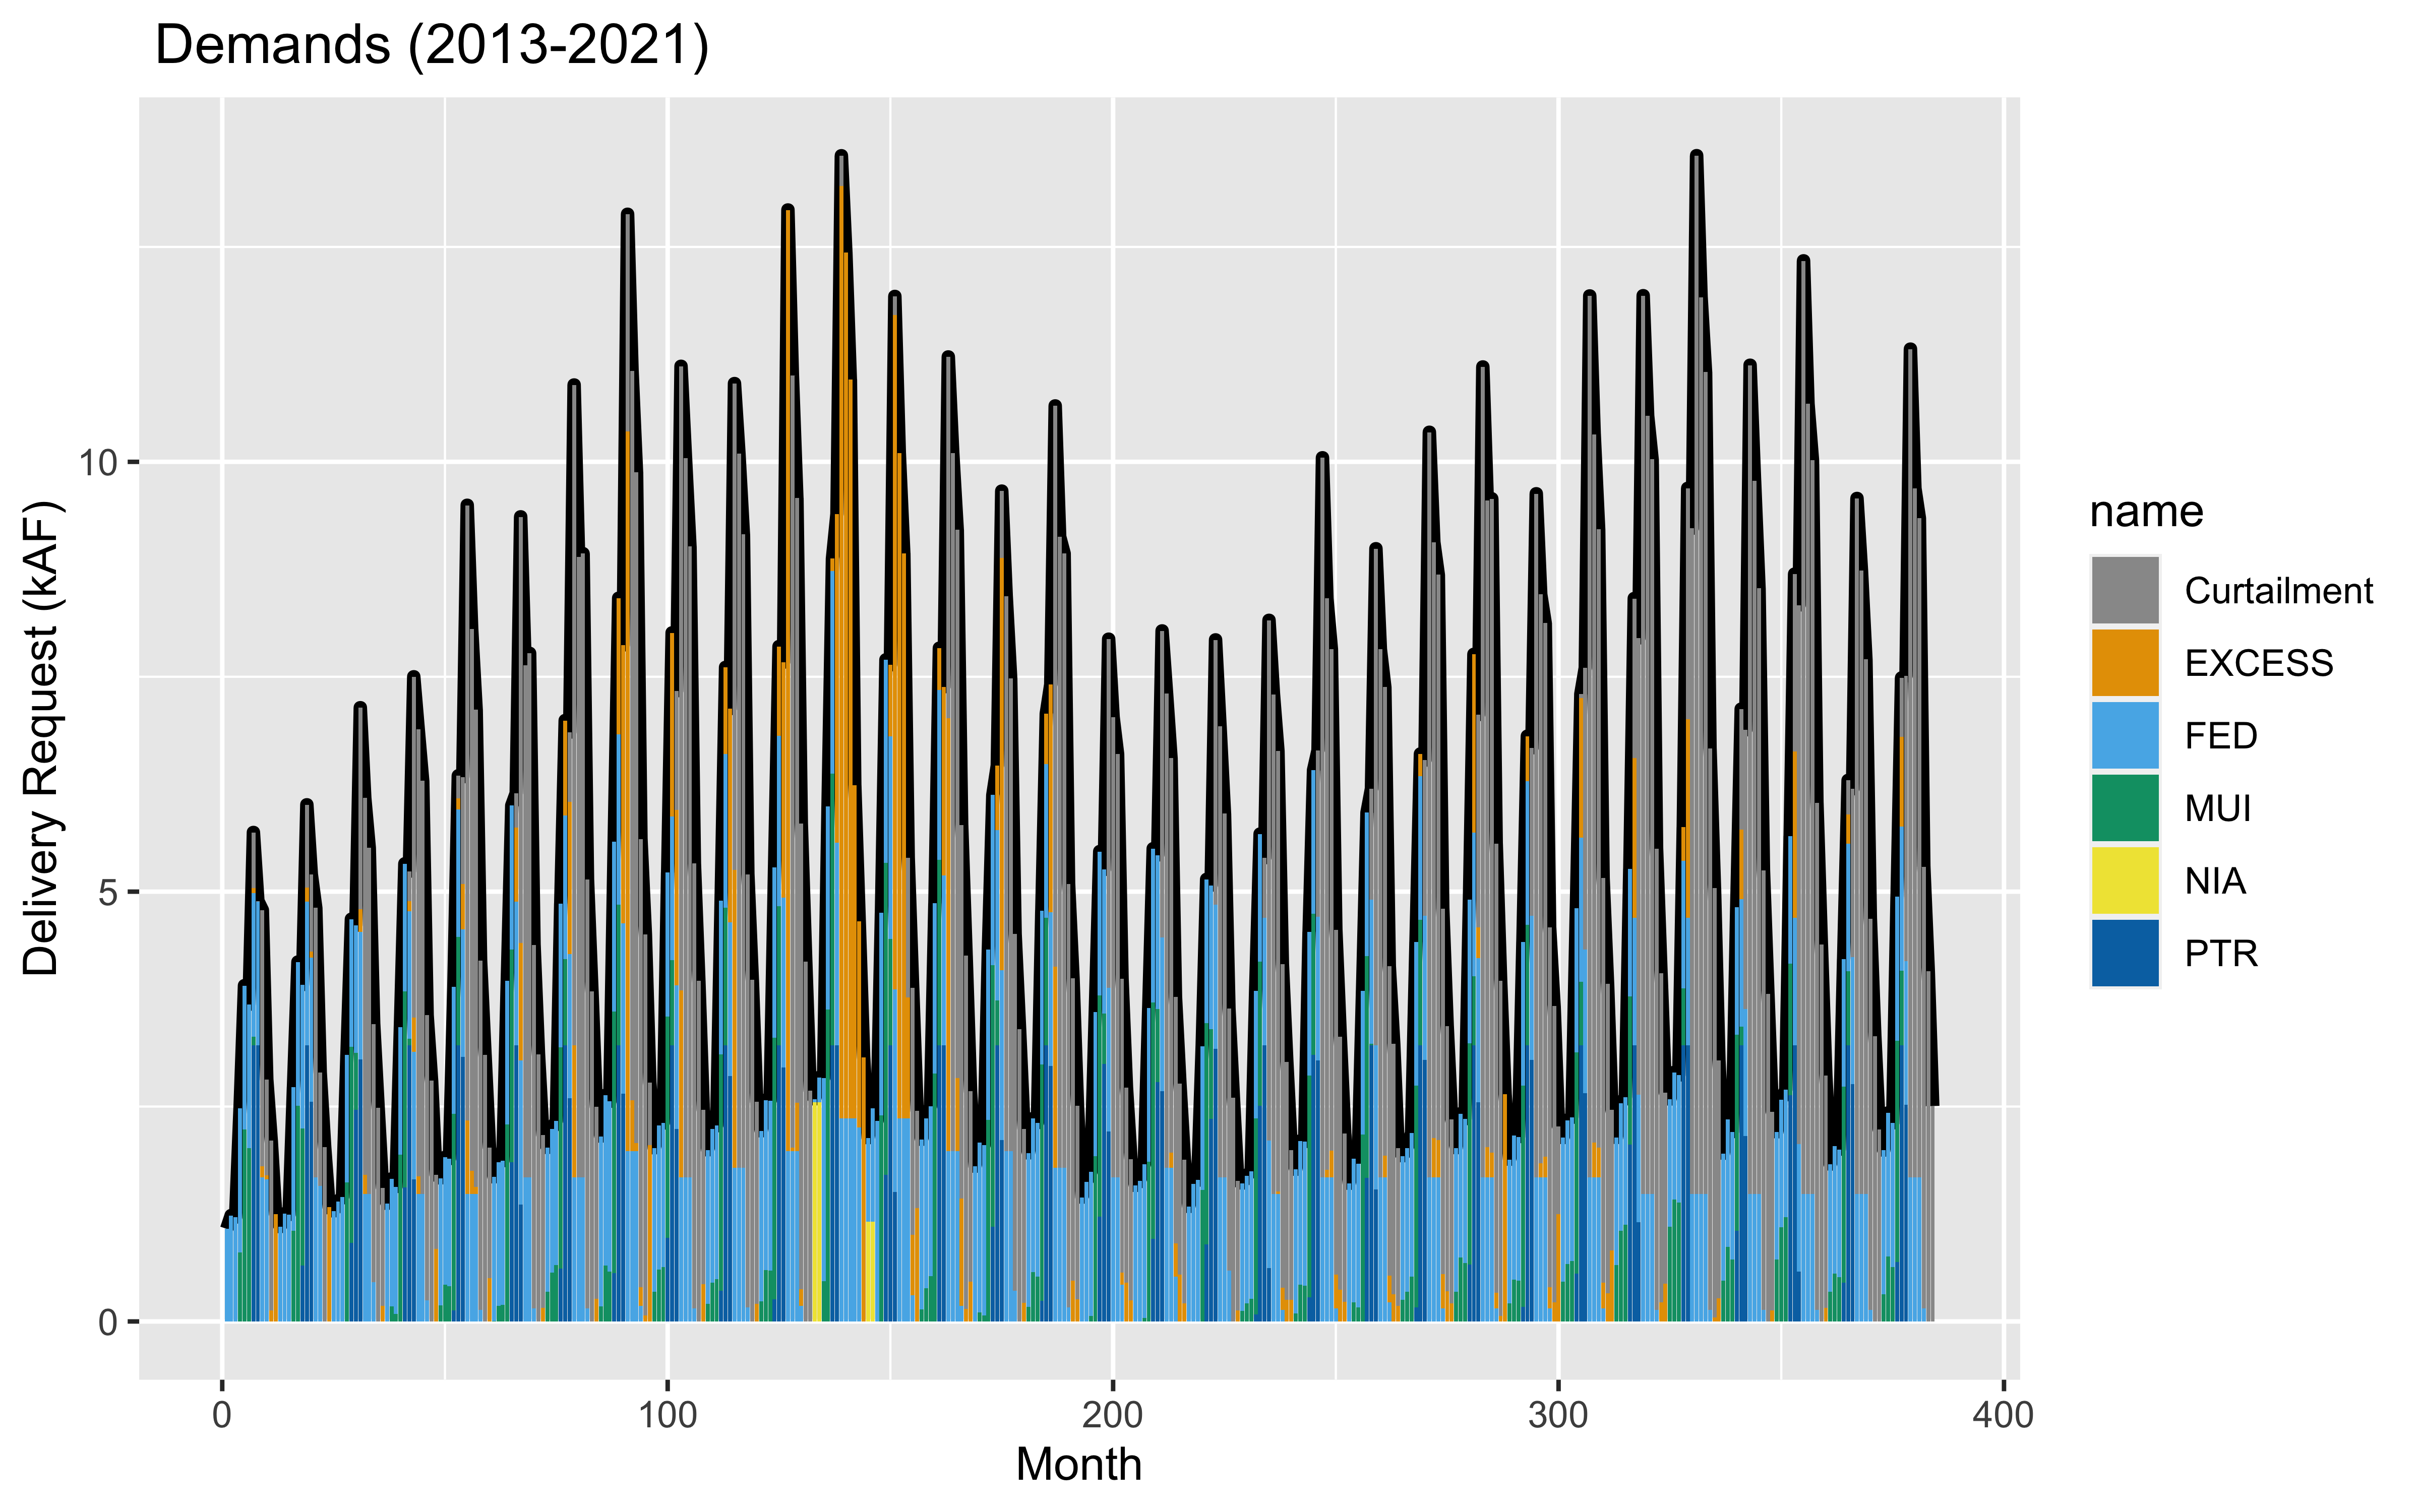 Demands (2013-2021)
Delivery Request (kAF)
10
5
0
0
100
200
300
400
Month
name
Curtailment
EXCESS
FED
MUI
NIA
PTR